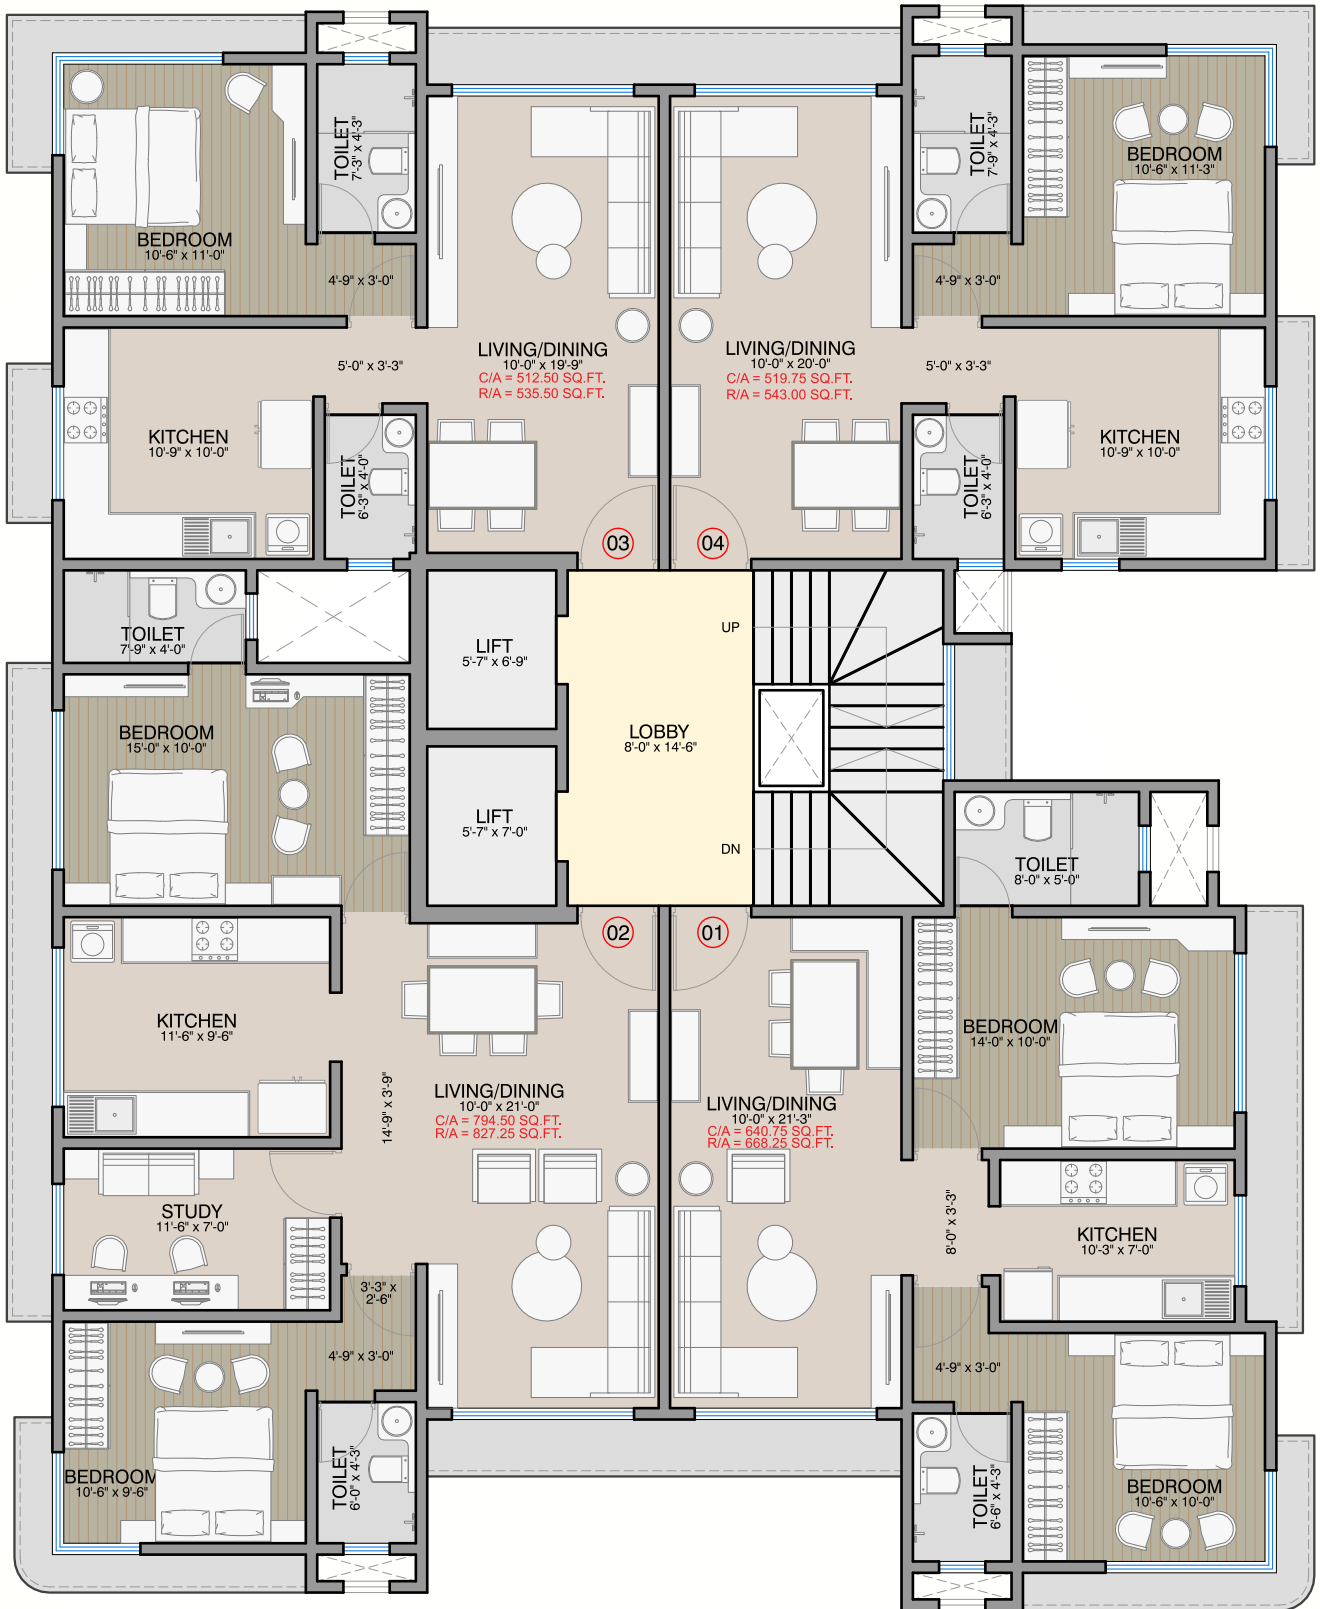 TOILET
7'-3" x 4'-3"
BEDROOM
10'-6" x 11'-0"
4'-9" x 3'-0"
5'-0" x 3'-3"
LIVING/DINING
10'-0" x 19'-9"
C/A = 512.50 SQ.FT.
R/A = 535.50 SQ.FT.
KITCHEN
10'-9" x 10'-0"
TOILET
6'-3" x 4'-0"
03
TOILET
7'-9" x 4'-3"
BEDROOM
10'-6" x 11'-3"
4'-9" x 3'-0"
LIVING/DINING
10'-0" x 20'-0"
C/A = 519.75 SQ.FT.
R/A = 543.00 SQ.FT.
5'-0" x 3'-3"
KITCHEN
10'-9" x 10'-0"
TOILET
6'-3" x 4'-0"
04
TOILET
7'-9" x 4'-0"
LIFT
5'-7" x 6'-9"
UP
LOBBY
8'-0" x 14'-6"
LIFT
5'-7" x 7'-0"
DN
BEDROOM
15'-0" x 10'-0"
02
KITCHEN
11'-6" x 9'-6"
14'-9" x 3'-9"
LIVING/DINING
10'-0" x 21'-0"
C/A = 794.50 SQ.FT.
R/A = 827.25 SQ.FT.
STUDY
11'-6" x 7'-0"
3'-3" x
2'-6"
4'-9" x 3'-0"
BEDROOM
10'-6" x 9'-6"
TOILET
6'-0" x 4'-3"
TOILET
8'-0" x 5'-0"
01
BEDROOM
14'-0" x 10'-0"
LIVING/DINING
10'-0" x 21'-3"
C/A = 640.75 SQ.FT.
R/A = 668.25 SQ.FT.
8'-0" x 3'-3"
KITCHEN
10'-3" x 7'-0"
4'-9" x 3'-0"
TOILET
6'-6" x 4'-3"
BEDROOM
10'-6" x 10'-0"